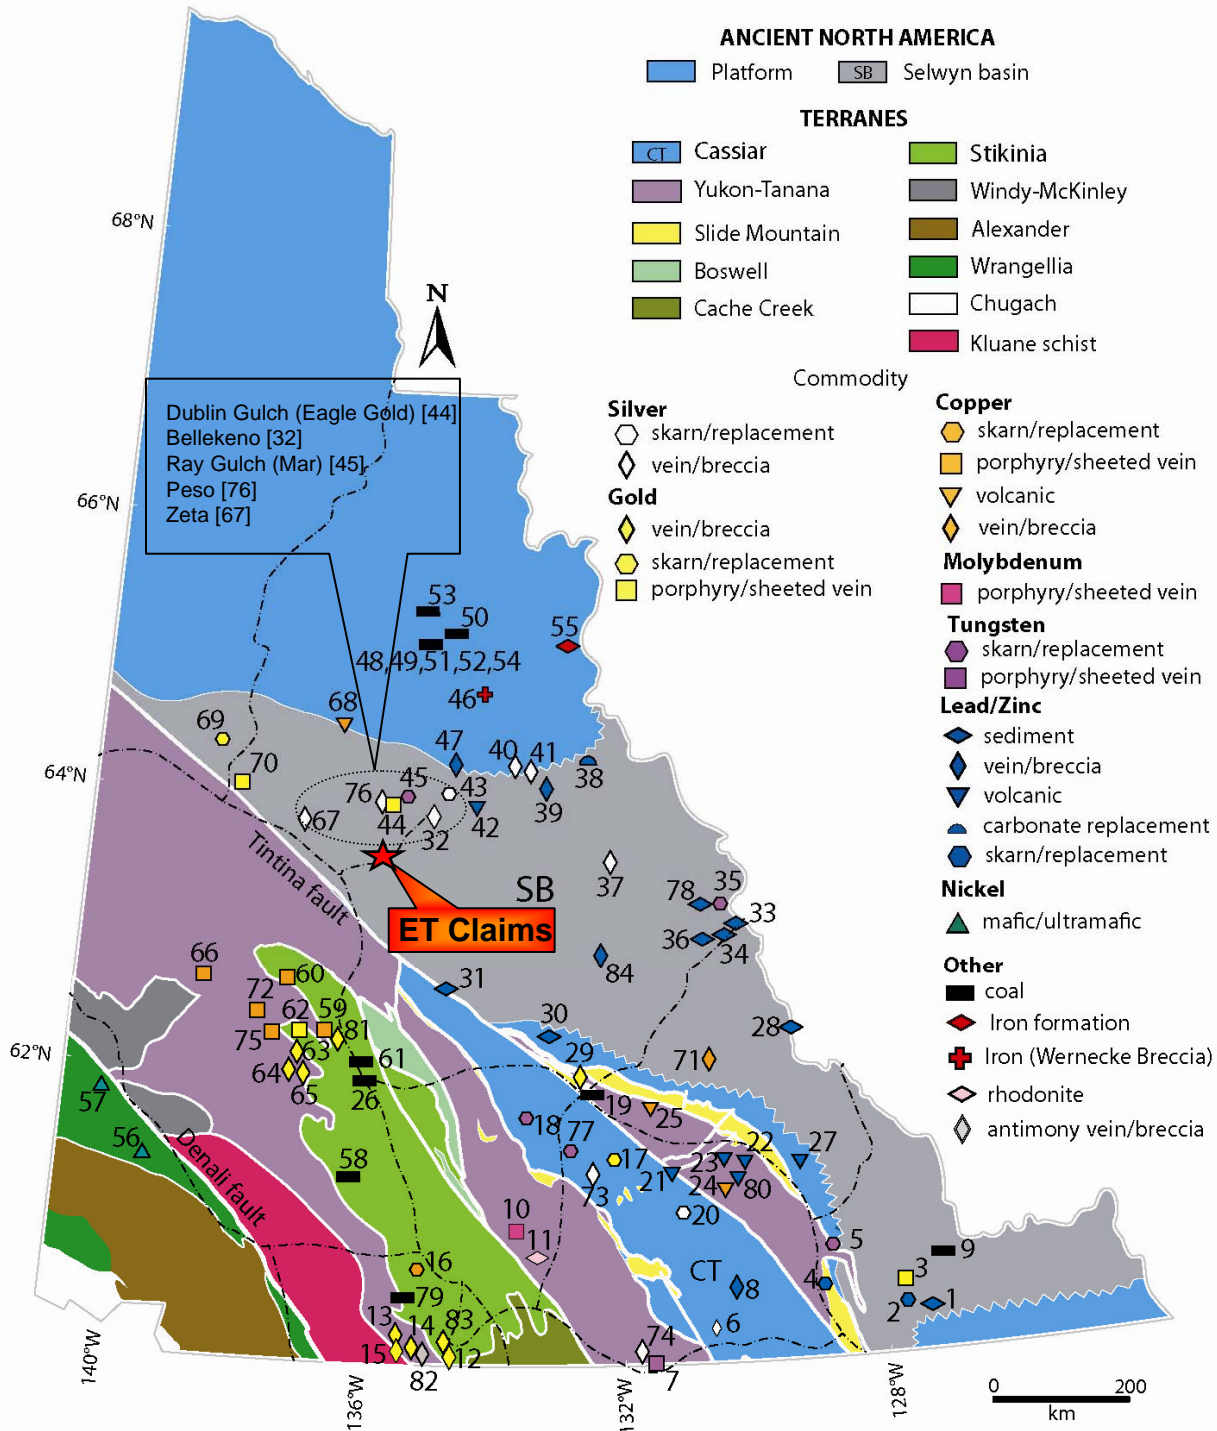 ANCIENT NORTH AMERICA
Platform
SB
Selwyn basin
TERRANES
CT
Cassiar
Yukon-Tanana
Slide Mountain
Boswell
Cache Creek
Stikinia
Windy-McKinley
Alexander
Wrangellia
Chugach
Kluane schist
Commodity
Silver
skarn/replacement
vein/breccia
Gold
vein/breccia
skarn/replacement
porphyry/sheeted vein
Copper
skarn/replacement
porphyry/sheeted vein
volcanic
vein/breccia
Molybdenum
porphyry/sheeted vein
Tungsten
skarn/replacement
porphyry/sheeted vein
Lead/Zinc
sediment
vein/breccia
volcanic
carbonate replacement
skarn/replacement
Nickel
mafic/ultramafic
Other
coal
Iron formation
Iron (Wernecke Breccia)
rhodonite
antimony vein/breccia
68°N
N
Dublin Gulch (Eagle Gold) [44]
Bellekeno [32]
Ray Gulch (Mar) [45]
Peso [76]
Zeta [67]
66°N
53
50
55
48,49,51,52,54
46
68
69
47
40
41
70
64°N
38
45
43
76
39
67
44
32
42
Tintina fault
37
SB
78
35
33
36
34
ET Claims
84
66
31
60
72
30
28
62
59
81
75
62°N
63
29
71
64
61
65
26
19
57
25
18
56
77
22
27
Denali fault
17
23
58
21
80
24
73
20
10
11
5
9
16
CT
3
4
8
79
2
1
13
14
83
6
15
12
74
82
7
140°W
136°W
132°W
128°W
0
200
km